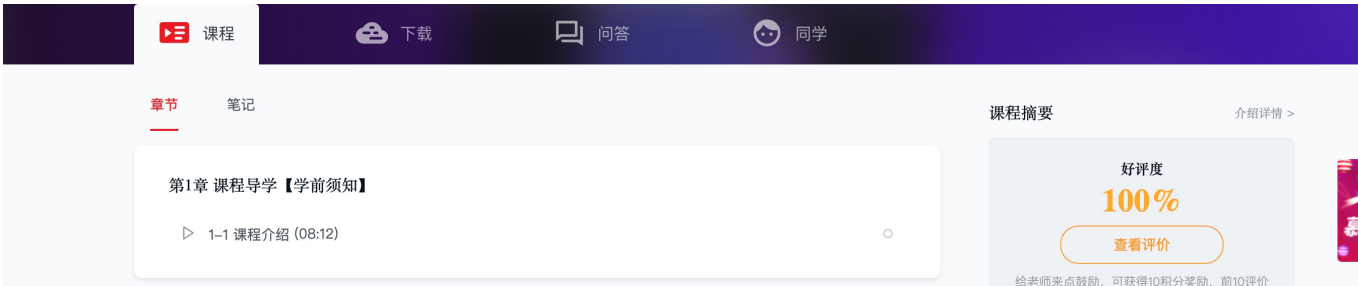 课程
下载
问答
同学
章节
笔记
第1章 课程导学【学前须知】
1-1 课程介绍 (08:12)
课程摘要
介绍详情 >
好评度
100%
查看评价
给老师来点鼓励，可获得10积分奖励，前10评价
慕